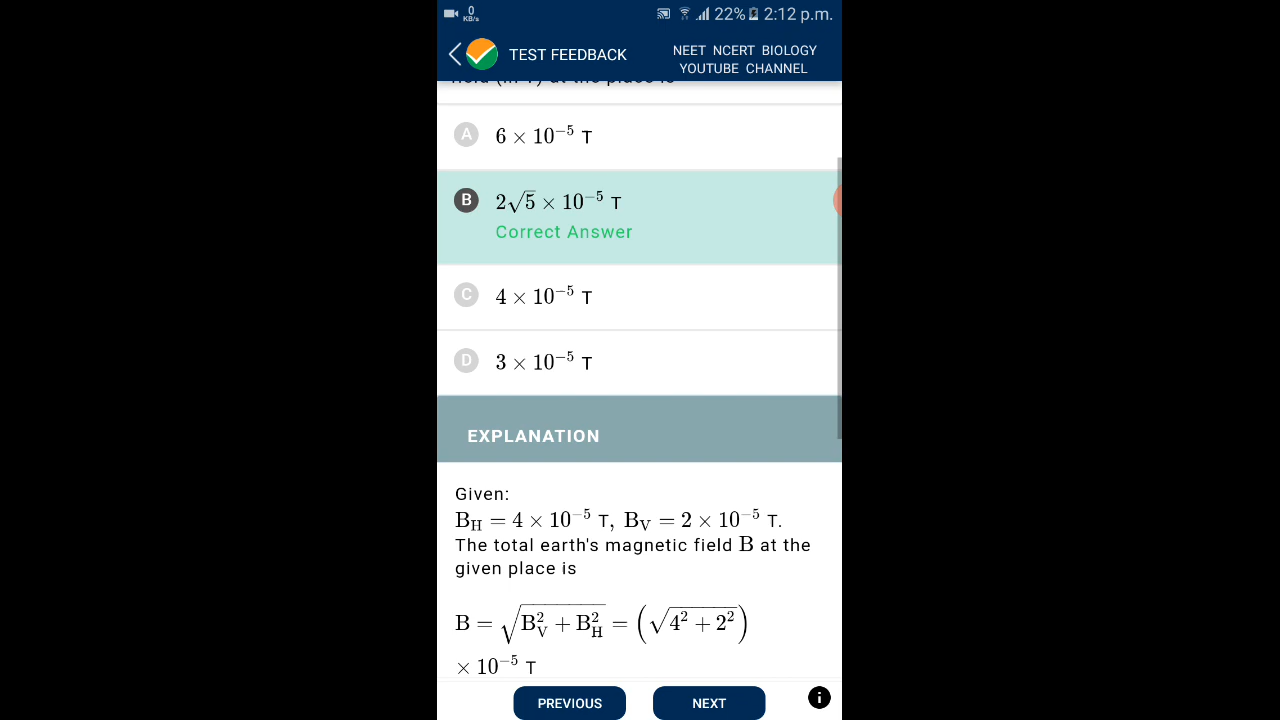 0
KB/s
22% 2:12 p.m.
TEST FEEDBACK
NEET NCERT BIOLOGY
YOUTUBE CHANNEL
A 6 × 10⁻⁵ T
B 2√5 × 10⁻⁵ T
Correct Answer
C 4 × 10⁻⁵ T
D 3 × 10⁻⁵ T
EXPLANATION
Given:
B_H = 4 × 10⁻⁵ T, B_V = 2 × 10⁻⁵ T.
The total earth's magnetic field B at the
given place is
B = √(B_V² + B_H²) = (√(4² + 2²))
× 10⁻⁵ T
PREVIOUS
NEXT
i